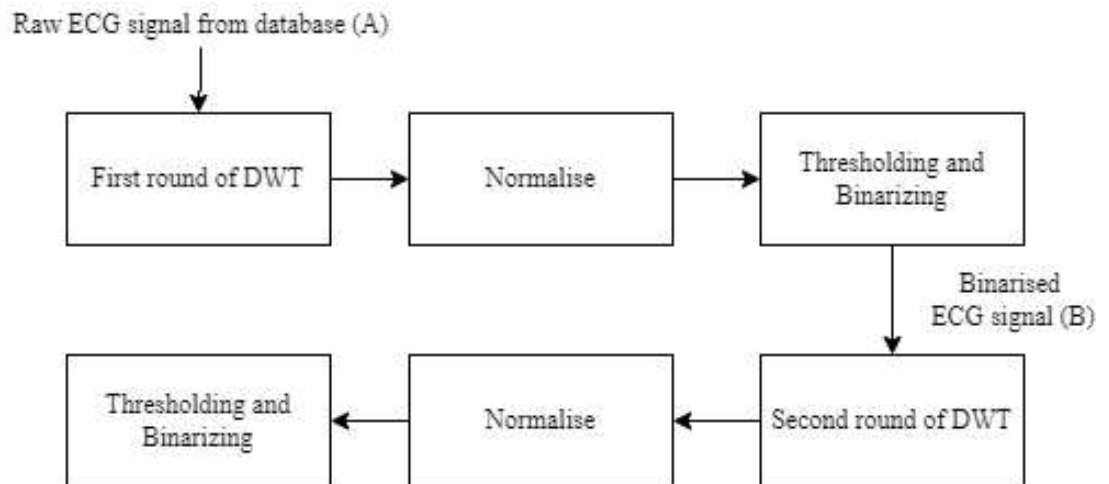 Raw ECG signal from database (A)
First round of DWT
Normalise
Thresholding and
Binarizing
Binarised
ECG signal (B)
Second round of DWT
Normalise
Thresholding and
Binarizing